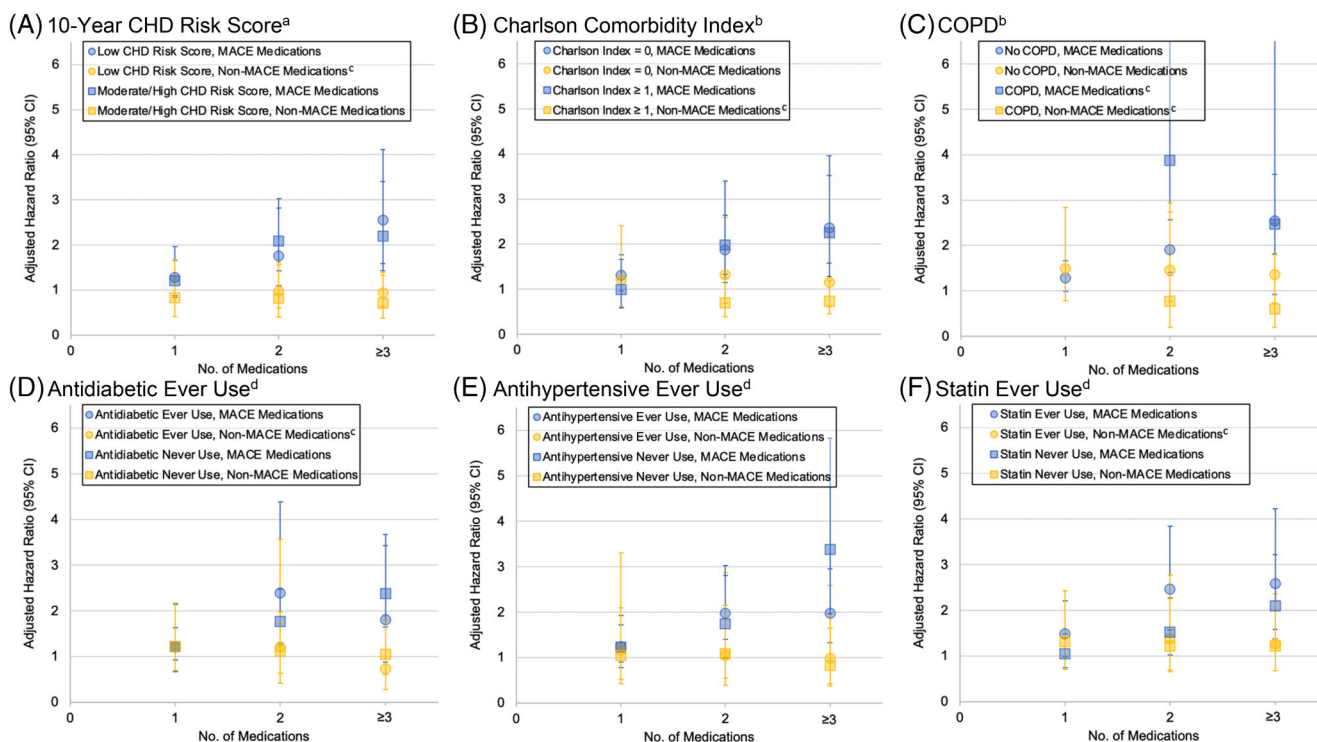 (A) 10-Year CHD Risk Scoreᵃ
Low CHD Risk Score, MACE Medications
Low CHD Risk Score, Non-MACE Medicationsᶜ
Moderate/High CHD Risk Score, MACE Medications
Moderate/High CHD Risk Score, Non-MACE Medications
Adjusted Hazard Ratio (95% CI)
6
5
4
3
2
1
0
0
1
2
≥3
No. of Medications
(B) Charlson Comorbidity Indexᵇ
Charlson Index = 0, MACE Medications
Charlson Index = 0, Non-MACE Medications
Charlson Index ≥ 1, MACE Medications
Charlson Index ≥ 1, Non-MACE Medicationsᶜ
Adjusted Hazard Ratio (95% CI)
6
5
4
3
2
1
0
0
1
2
≥3
No. of Medications
(C) COPDᵇ
No COPD, MACE Medications
No COPD, Non-MACE Medications
COPD, MACE Medicationsᶜ
COPD, Non-MACE Medicationsᶜ
Adjusted Hazard Ratio (95% CI)
6
5
4
3
2
1
0
0
1
2
≥3
No. of Medications
(D) Antidiabetic Ever Useᵈ
Antidiabetic Ever Use, MACE Medications
Antidiabetic Ever Use, Non-MACE Medicationsᶜ
Antidiabetic Never Use, MACE Medications
Antidiabetic Never Use, Non-MACE Medications
Adjusted Hazard Ratio (95% CI)
6
5
4
3
2
1
0
0
1
2
≥3
No. of Medications
(E) Antihypertensive Ever Useᵈ
Antihypertensive Ever Use, MACE Medications
Antihypertensive Ever Use, Non-MACE Medications
Antihypertensive Never Use, MACE Medications
Antihypertensive Never Use, Non-MACE Medications
Adjusted Hazard Ratio (95% CI)
6
5
4
3
2
1
0
0
1
2
≥3
No. of Medications
(F) Statin Ever Useᵈ
Statin Ever Use, MACE Medications
Statin Ever Use, Non-MACE Medicationsᶜ
Statin Never Use, MACE Medications
Statin Never Use, Non-MACE Medications
Adjusted Hazard Ratio (95% CI)
6
5
4
3
2
1
0
0
1
2
≥3
No. of Medications